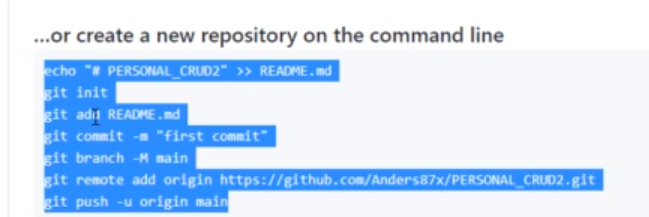 ...or create a new repository on the command line
echo "# PERSONAL_CRUD2" >> README.md
git init
git add README.md
git commit -m "first commit"
git branch -M main
git remote add origin https://github.com/Anders87x/PERSONAL_CRUD2.git
git push -u origin main